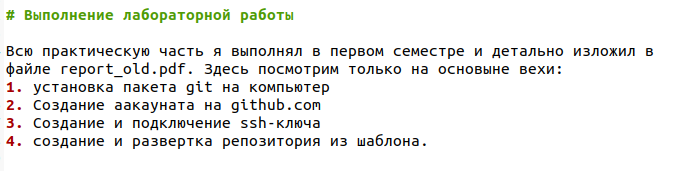 # Выполнение лабораторной работы
Всю практическую часть я выполнял в первом семестре и детально изложил в
файле report_old.pdf. Здесь посмотрим только на основыне вехи:
1. установка пакета git на компьютер
2. Создание аакауната на github.com
3. Создание и подключение ssh-ключа
4. создание и развертка репозитория из шаблона.